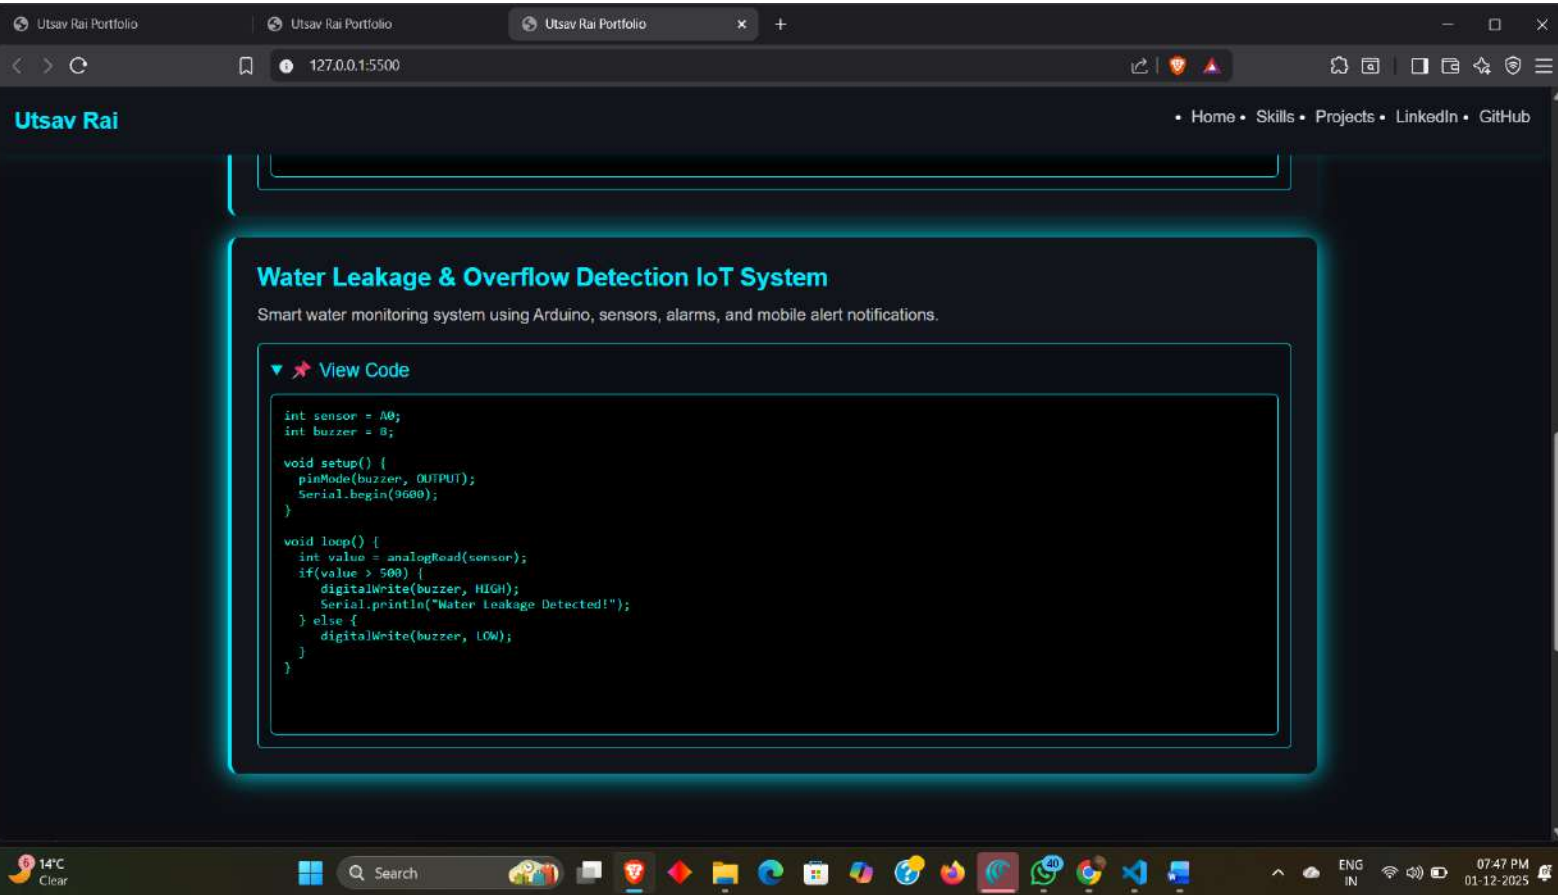 Utsav Rai Portfolio
Utsav Rai Portfolio
Utsav Rai Portfolio
127.0.0.1:5500
Utsav Rai
• Home • Skills • Projects • LinkedIn • GitHub
Water Leakage & Overflow Detection IoT System
Smart water monitoring system using Arduino, sensors, alarms, and mobile alert notifications.
▼ 📌 View Code
int sensor = A0;
int buzzer = 8;
void setup() {
pinMode(buzzer, OUTPUT);
Serial.begin(9600);
}
void loop() {
int value = analogRead(sensor);
if(value > 500) {
digitalWrite(buzzer, HIGH);
Serial.println("Water Leakage Detected!");
} else {
digitalWrite(buzzer, LOW);
}
}
6
14°C
Clear
Search
40
ENG
IN
07:47 PM
01-12-2025